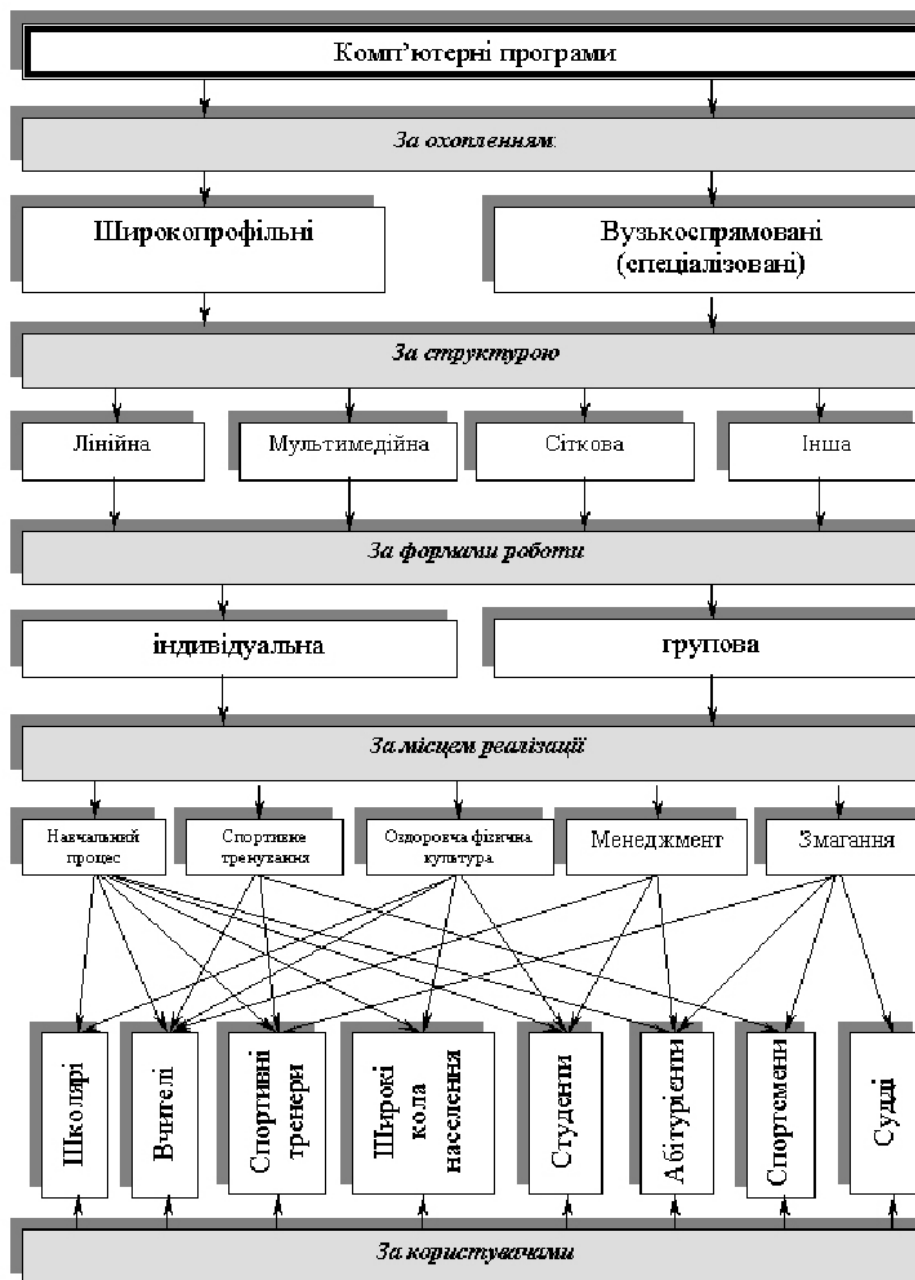 Комп’ютерні програми
За охопленням:
Широкопрофільні
Вузькоспрямовані
(спеціалізовані)
За структурою
Лінійна
Мультимедійна
Сіткова
Інша
За формами роботи
індивідуальна
групова
За місцем реалізації
Навчальний
процес
Спортивне
тренування
Оздоровча фізична
культура
Менеджмент
Змагання
Школярі
Вчителі
Спортивні
тренери
Широкі
кола
населення
Студенти
Абітурієнти
Спортсмени
Судді
За користувачами